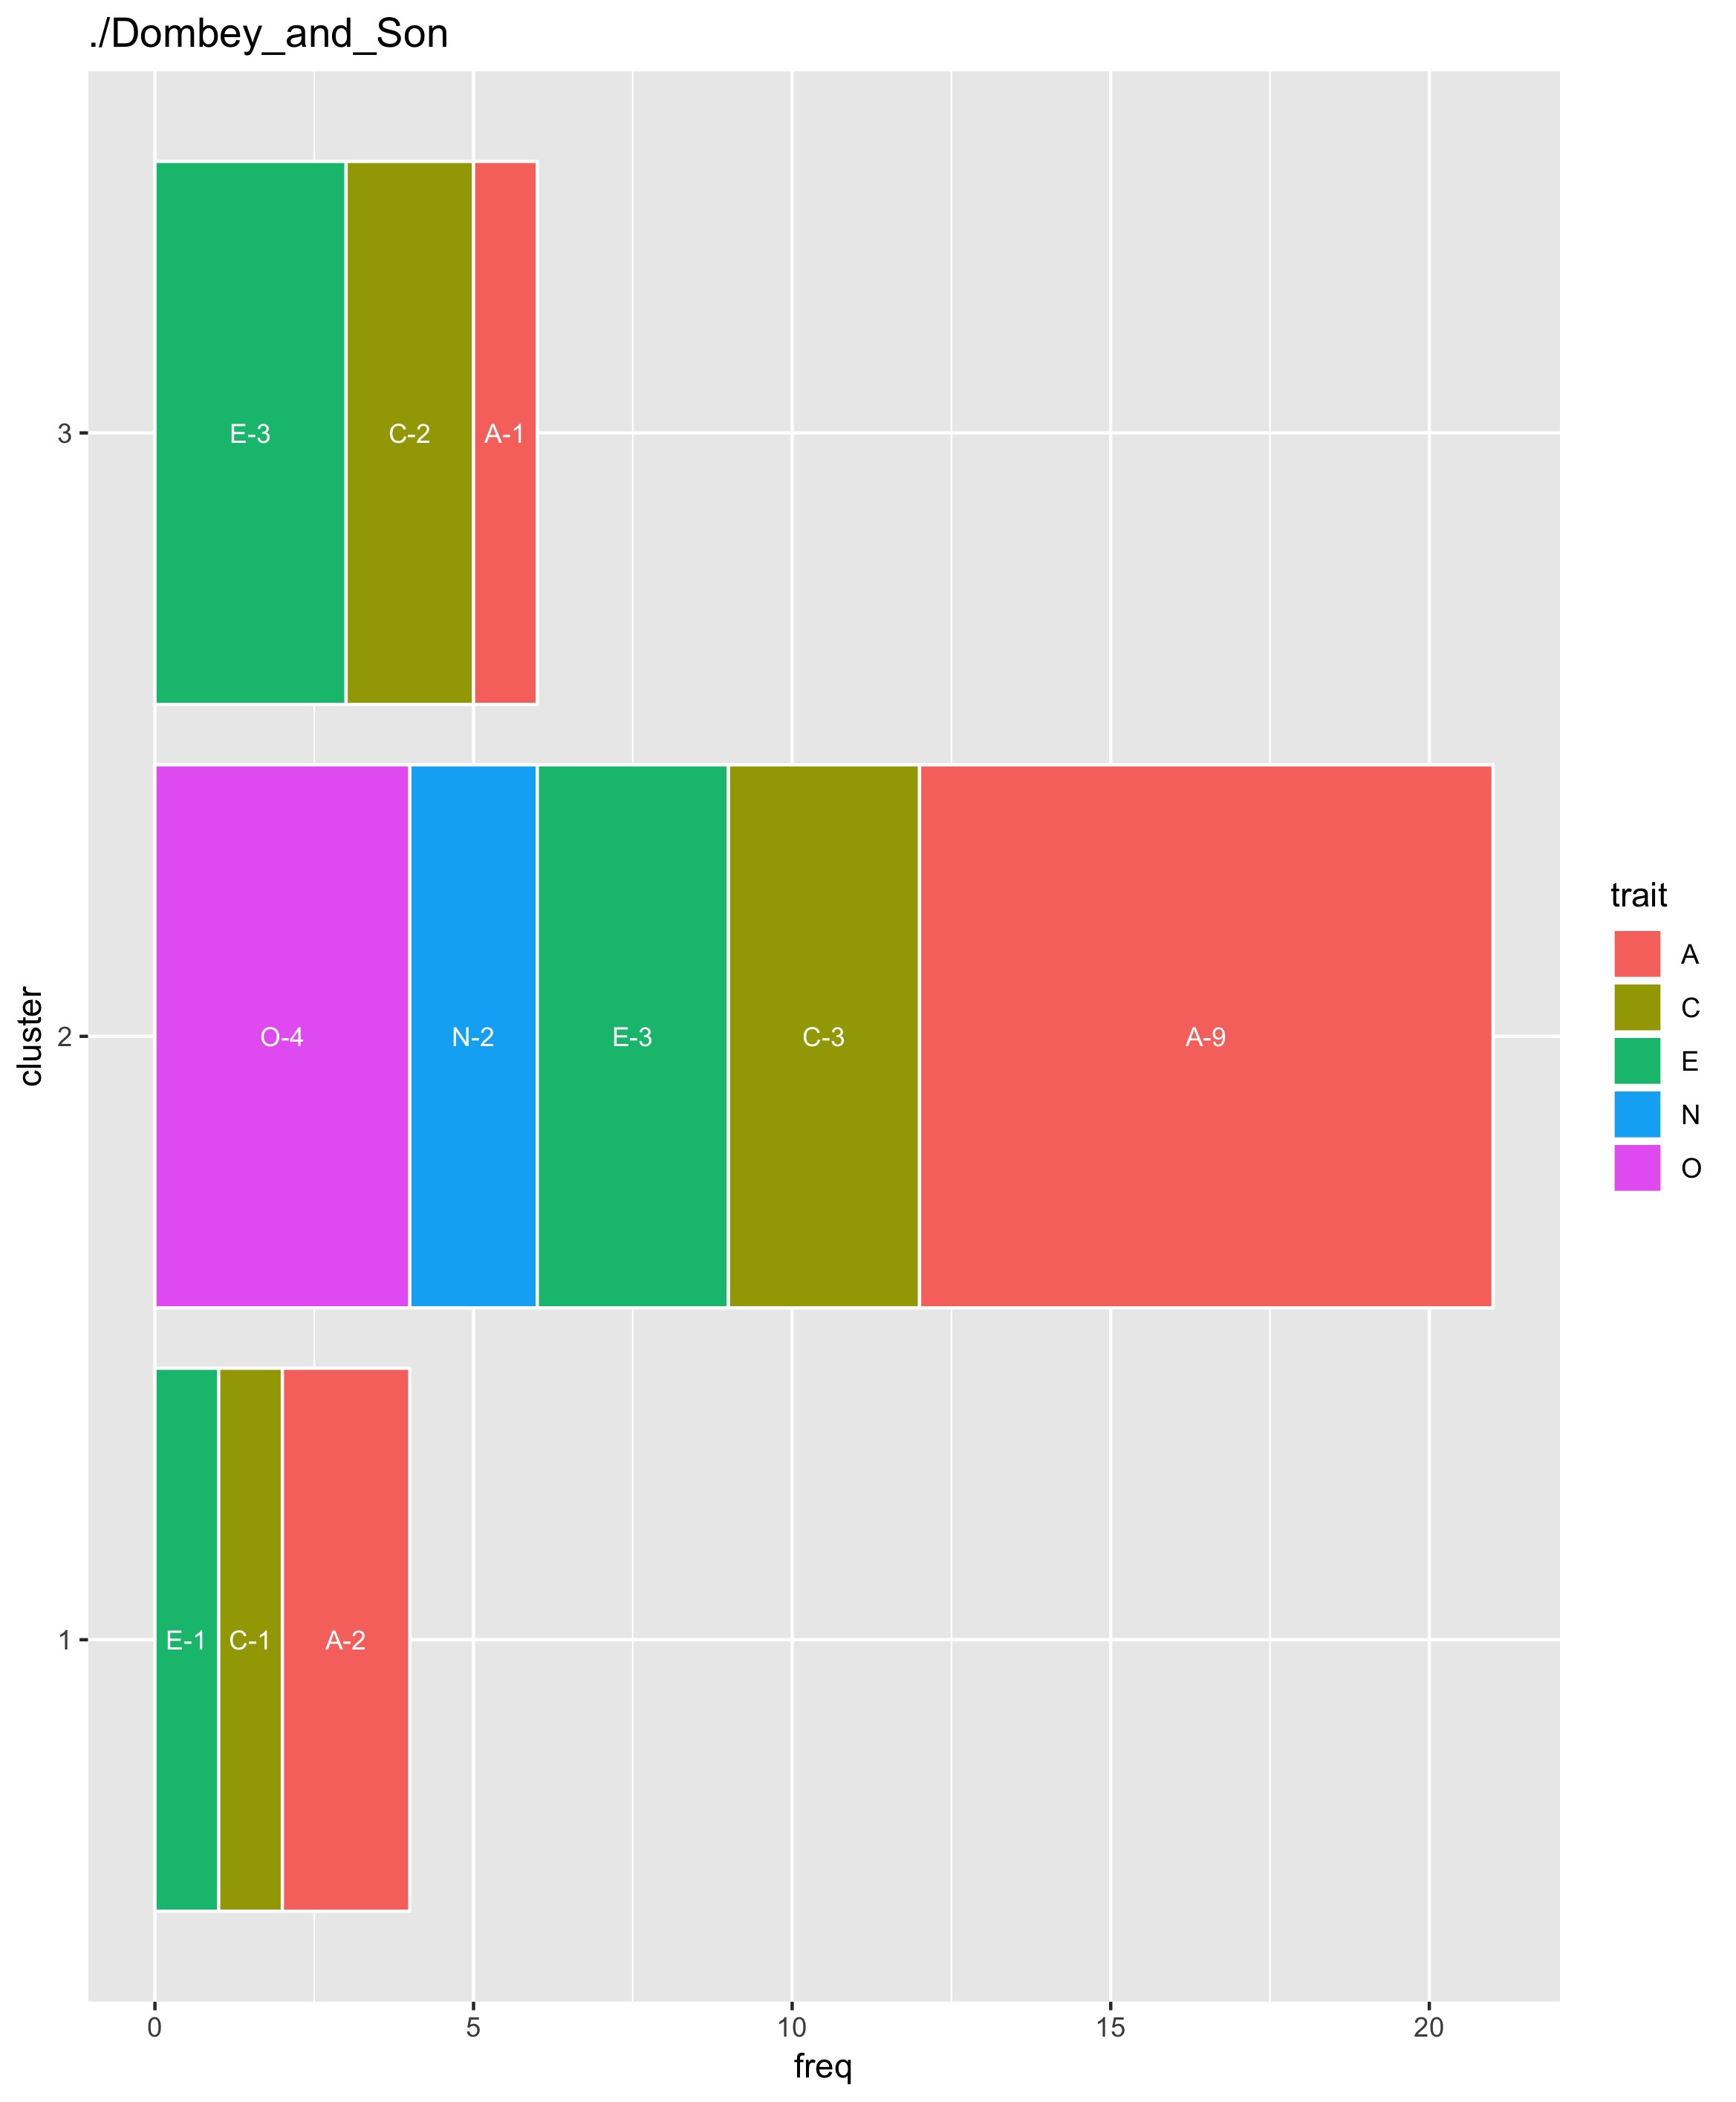 ./Dombey_and_Son
3
E-3 C-2 A-1
cluster
2
O-4 N-2 E-3 C-3 A-9
1
E-1 C-1 A-2
0 5 10 15 20
freq
trait
A
C
E
N
O